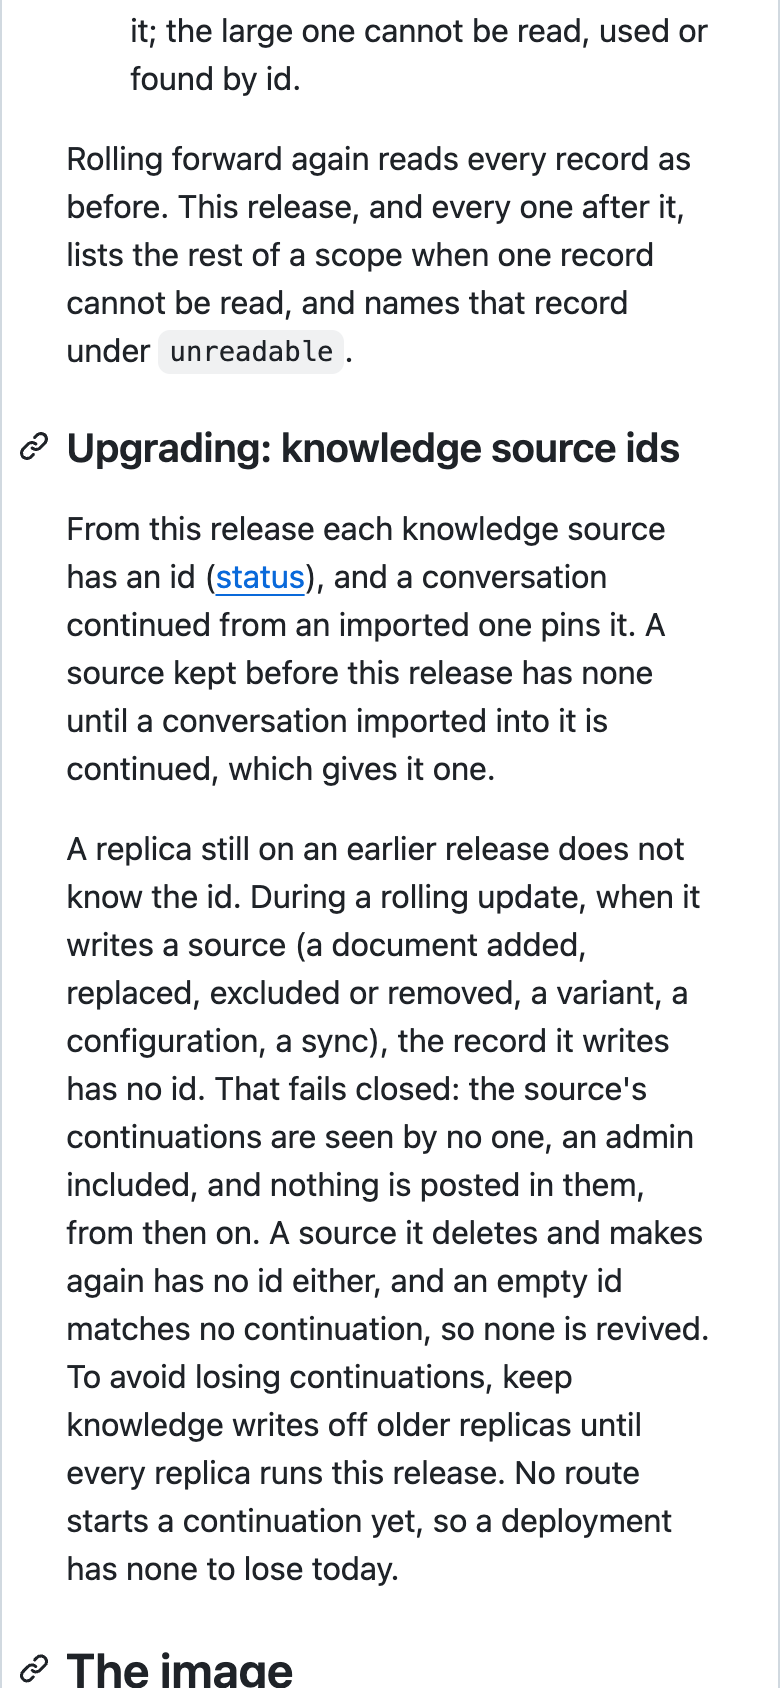 it; the large one cannot be read, used or
found by id.
Rolling forward again reads every record as
before. This release, and every one after it,
lists the rest of a scope when one record
cannot be read, and names that record
under unreadable.
Upgrading: knowledge source ids
From this release each knowledge source
has an id (status), and a conversation
continued from an imported one pins it. A
source kept before this release has none
until a conversation imported into it is
continued, which gives it one.
A replica still on an earlier release does not
know the id. During a rolling update, when it
writes a source (a document added,
replaced, excluded or removed, a variant, a
configuration, a sync), the record it writes
has no id. That fails closed: the source's
continuations are seen by no one, an admin
included, and nothing is posted in them,
from then on. A source it deletes and makes
again has no id either, and an empty id
matches no continuation, so none is revived.
To avoid losing continuations, keep
knowledge writes off older replicas until
every replica runs this release. No route
starts a continuation yet, so a deployment
has none to lose today.
The image